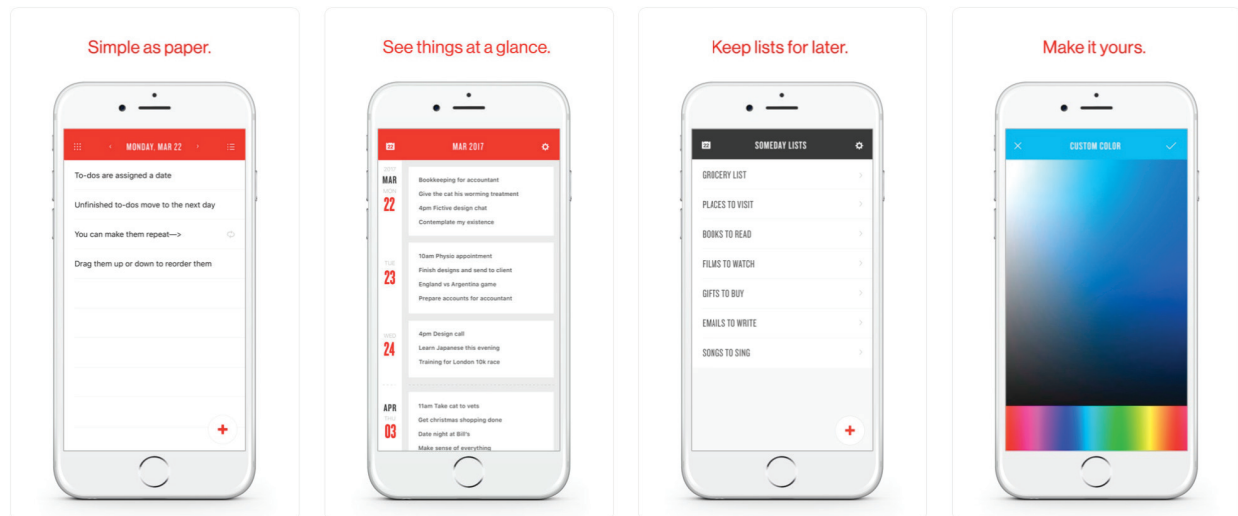 Simple as paper.
MONDAY, MAR 22
To-dos are assigned a date
Unfinished to-dos move to the next day
You can make them repeat—>
Drag them up or down to reorder them
See things at a glance.
22
MAR 2017
2017
MAR
MON
22
Bookkeeping for accountant
Give the cat his worming treatment
4pm Fictive design chat
Contemplate my existence
TUE
23
10am Physio appointment
Finish designs and send to client
England vs Argentina game
Prepare accounts for accountant
WED
24
4pm Design call
Learn Japanese this evening
Training for London 10k race
APR
THU
03
11am Take cat to vets
Get christmas shopping done
Date night at Bill's
Make sense of everything
Keep lists for later.
22
SOMEDAY LISTS
GROCERY LIST
PLACES TO VISIT
BOOKS TO READ
FILMS TO WATCH
GIFTS TO BUY
EMAILS TO WRITE
SONGS TO SING
Make it yours.
CUSTOM COLOR